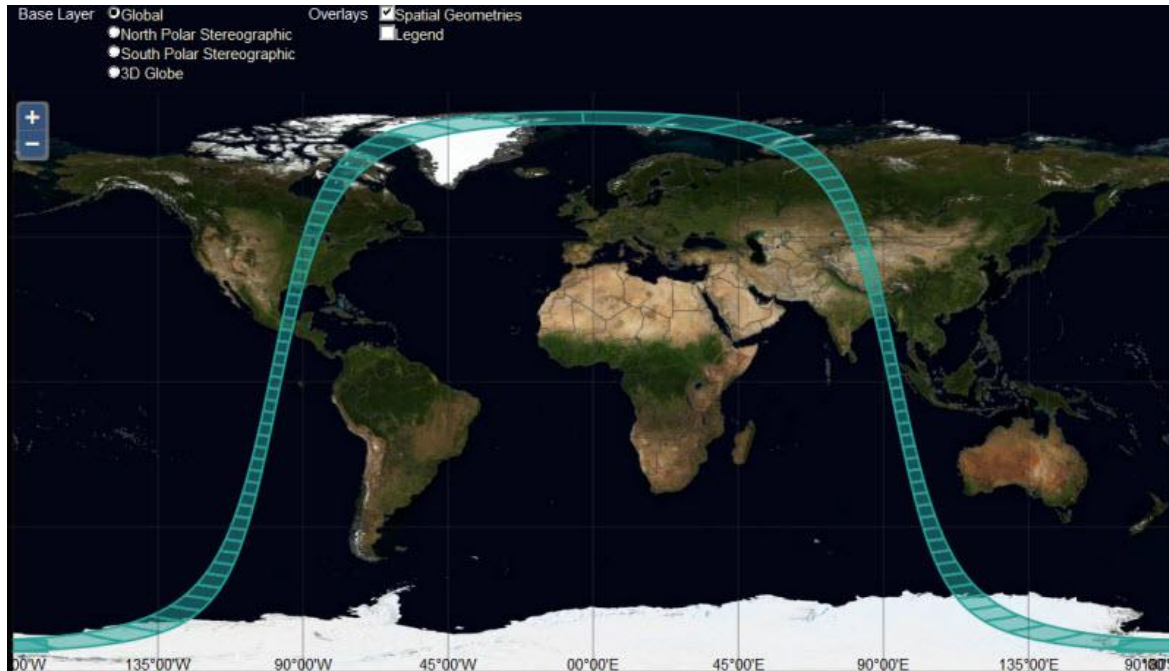 Base Layer Global Overlays Spatial Geometries
North Polar Stereographic Legend
South Polar Stereographic
3D Globe
+
−
00°W 135°00'W 90°00'W 45°00'W 00°00'E 45°00'E 90°00'E 135°00'E